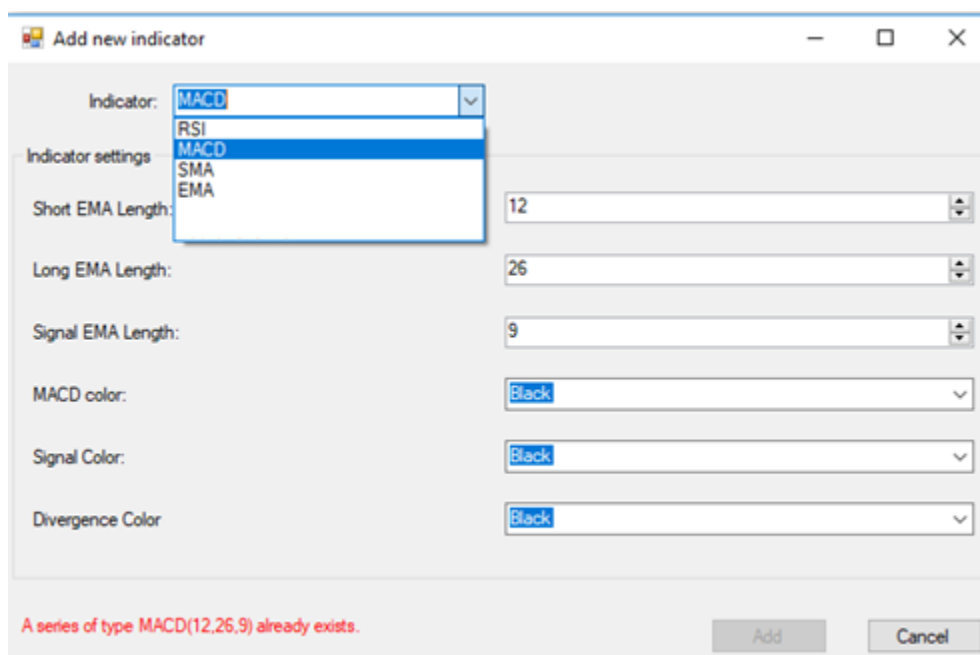 Add new indicator
Indicator: MACD
RSI
MACD
SMA
EMA
Indicator settings
Short EMA Length: 12
Long EMA Length: 26
Signal EMA Length: 9
MACD color: Black
Signal Color: Black
Divergence Color Black
A series of type MACD(12,26,9) already exists.
Add Cancel